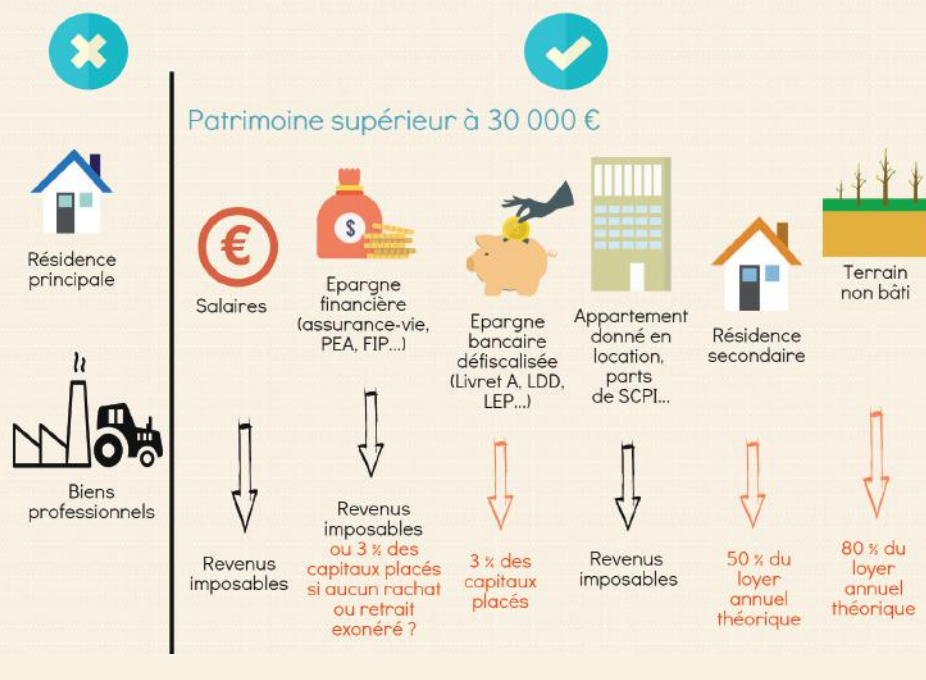 Patrimoine supérieur à 30 000 €
Résidence
principale
Biens
professionnels
€
Salaires
Revenus
imposables
$
Epargne
financière
(assurance-vie,
PEA, FIP...)
Revenus
imposables
ou 3 % des
capitaux placés
si aucun rachat
ou retrait
exonéré ?
Epargne
bancaire
défiscalisée
(Livret A, LDD,
LEP...)
3 % des
capitaux
placés
Appartement
donné en
location,
parts
de SCPI...
Revenus
imposables
Résidence
secondaire
50 % du
loyer
annuel
théorique
Terrain
non bâti
80 % du
loyer
annuel
théorique